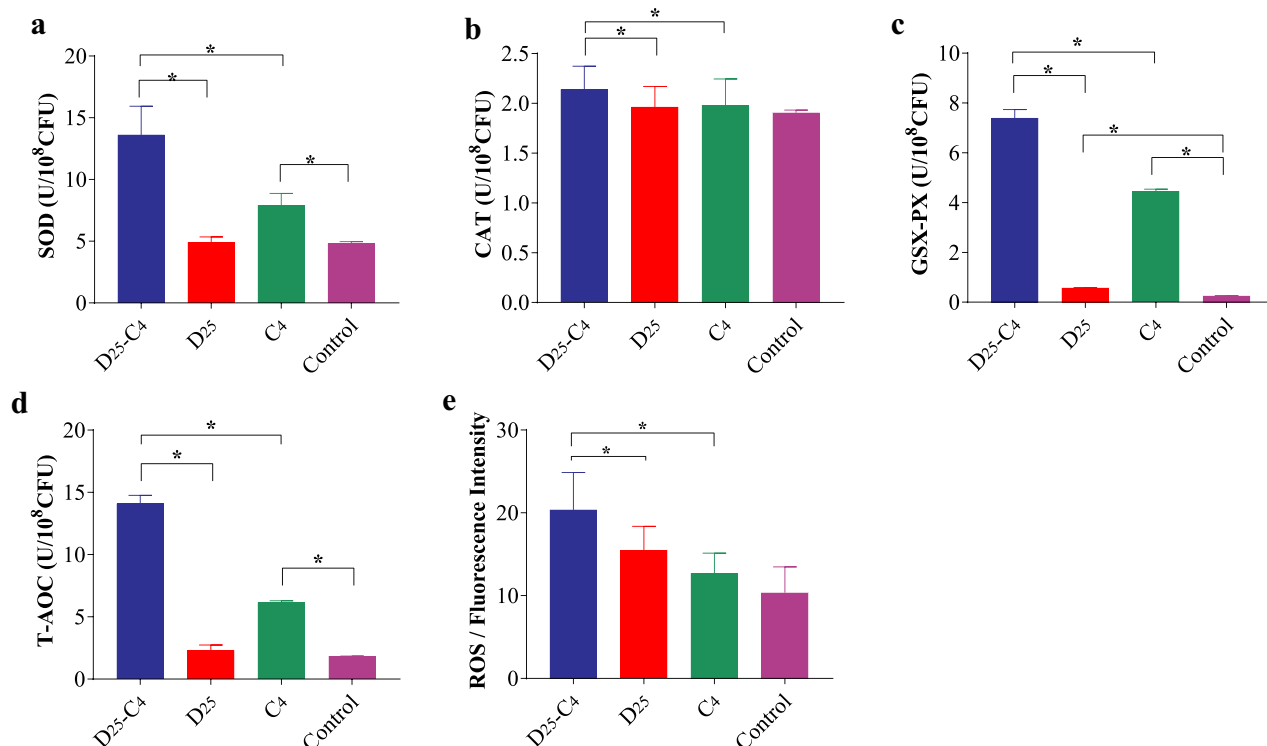 a
SOD (U/10⁸CFU)
20
15
10
5
0
*
*
*
D25-C4
D25
C4
Control
b
CAT (U/10⁸CFU)
2.5
2.0
1.5
1.0
0.5
0.0
*
*
D25-C4
D25
C4
Control
c
GSX-PX (U/10⁸CFU)
10
8
6
4
2
0
*
*
*
*
D25-C4
D25
C4
Control
d
T-AOC (U/10⁸CFU)
20
15
10
5
0
*
*
*
D25-C4
D25
C4
Control
e
ROS / Fluorescence Intensity
30
20
10
0
*
*
D25-C4
D25
C4
Control